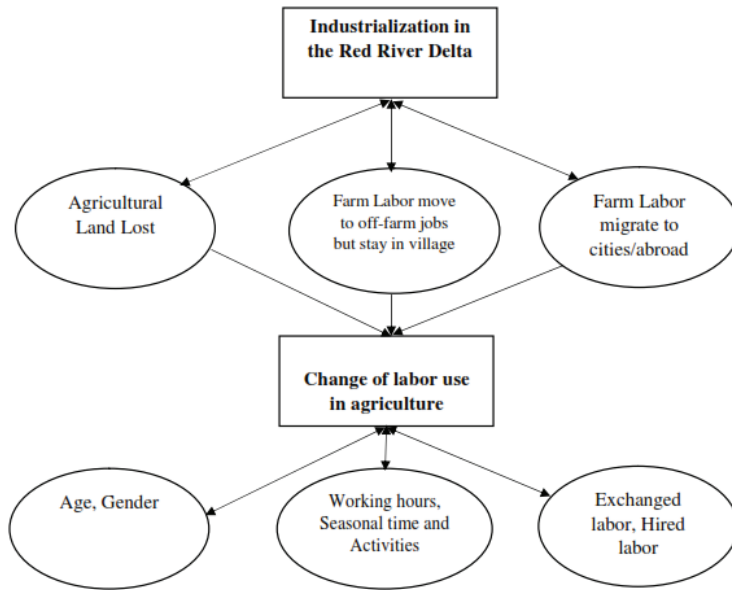 Industrialization in
the Red River Delta
Agricultural
Land Lost
Farm Labor move
to off-farm jobs
but stay in village
Farm Labor
migrate to
cities/abroad
Change of labor use
in agriculture
Age, Gender
Working hours,
Seasonal time and
Activities
Exchanged
labor, Hired
labor